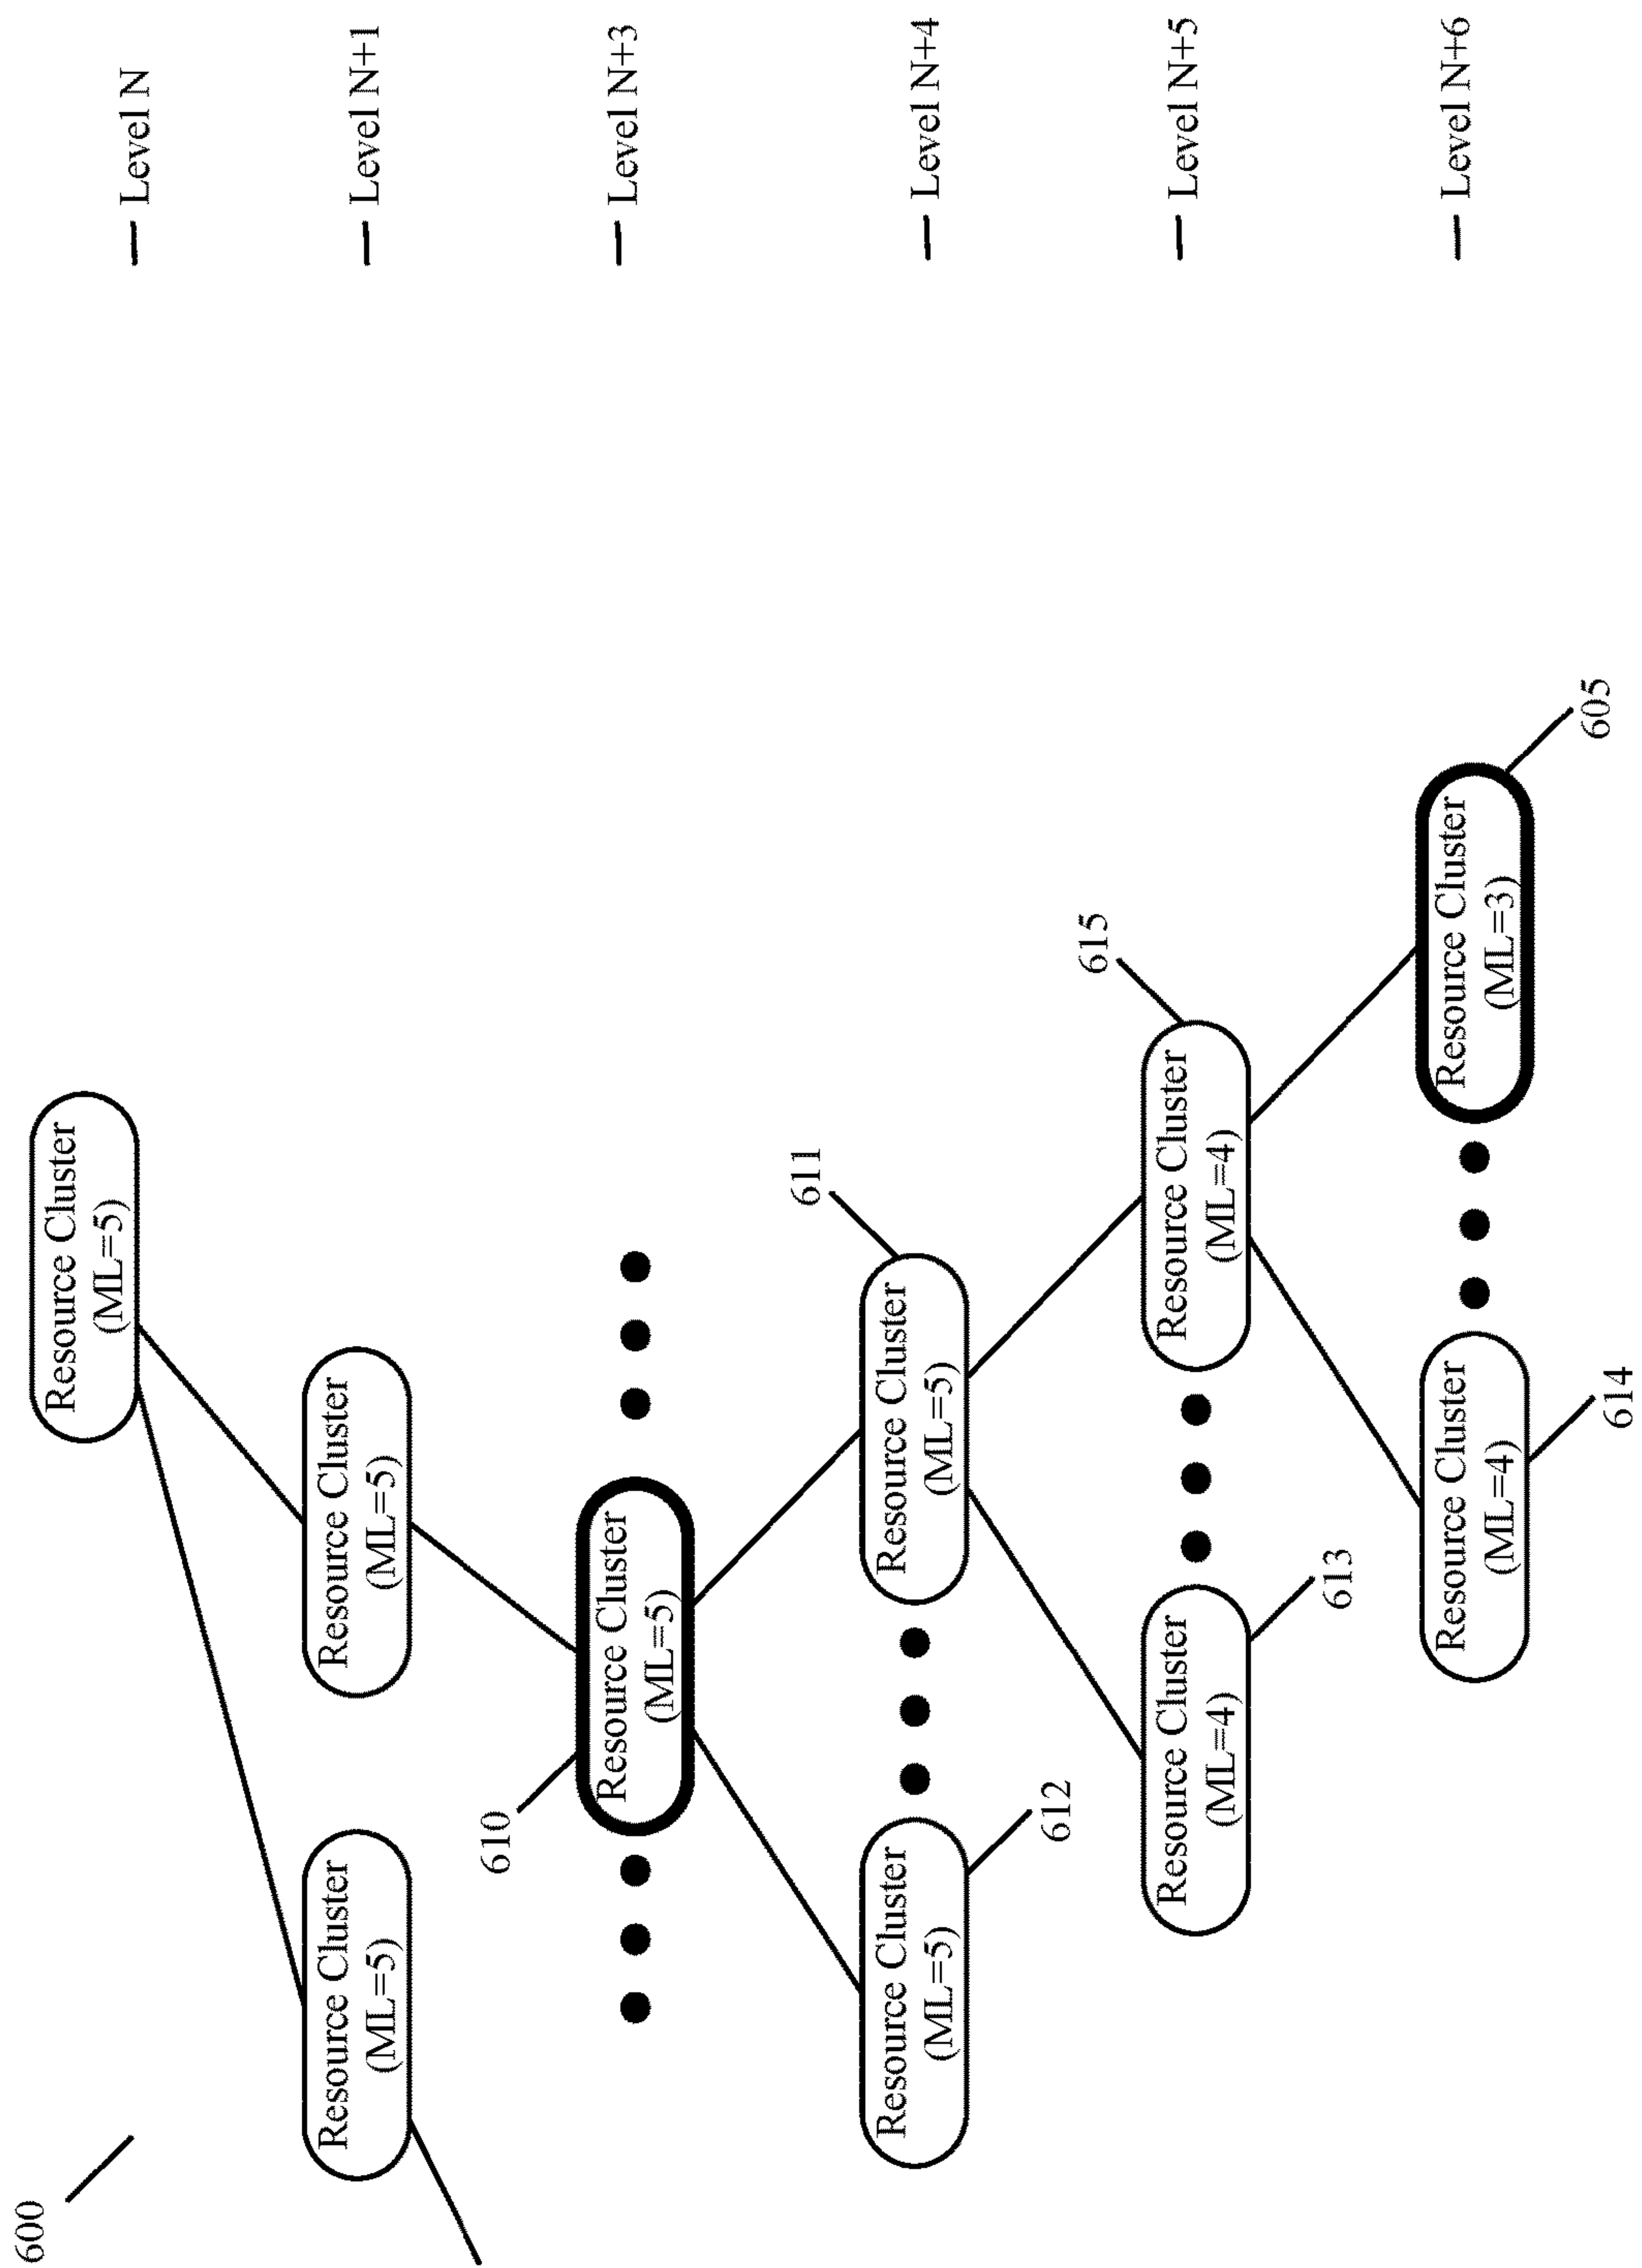 600
Resource Cluster
(ML=5)
Level N
Resource Cluster
(ML=5)
Resource Cluster
(ML=5)
Level N+1
610
Resource Cluster
(ML=5)
Level N+3
611
Resource Cluster
(ML=5)
Resource Cluster
(ML=5)
Level N+4
612
615
Resource Cluster
(ML=4)
Resource Cluster
(ML=4)
Level N+5
613
Resource Cluster
(ML=4)
Resource Cluster
(ML=3)
Level N+6
614
605